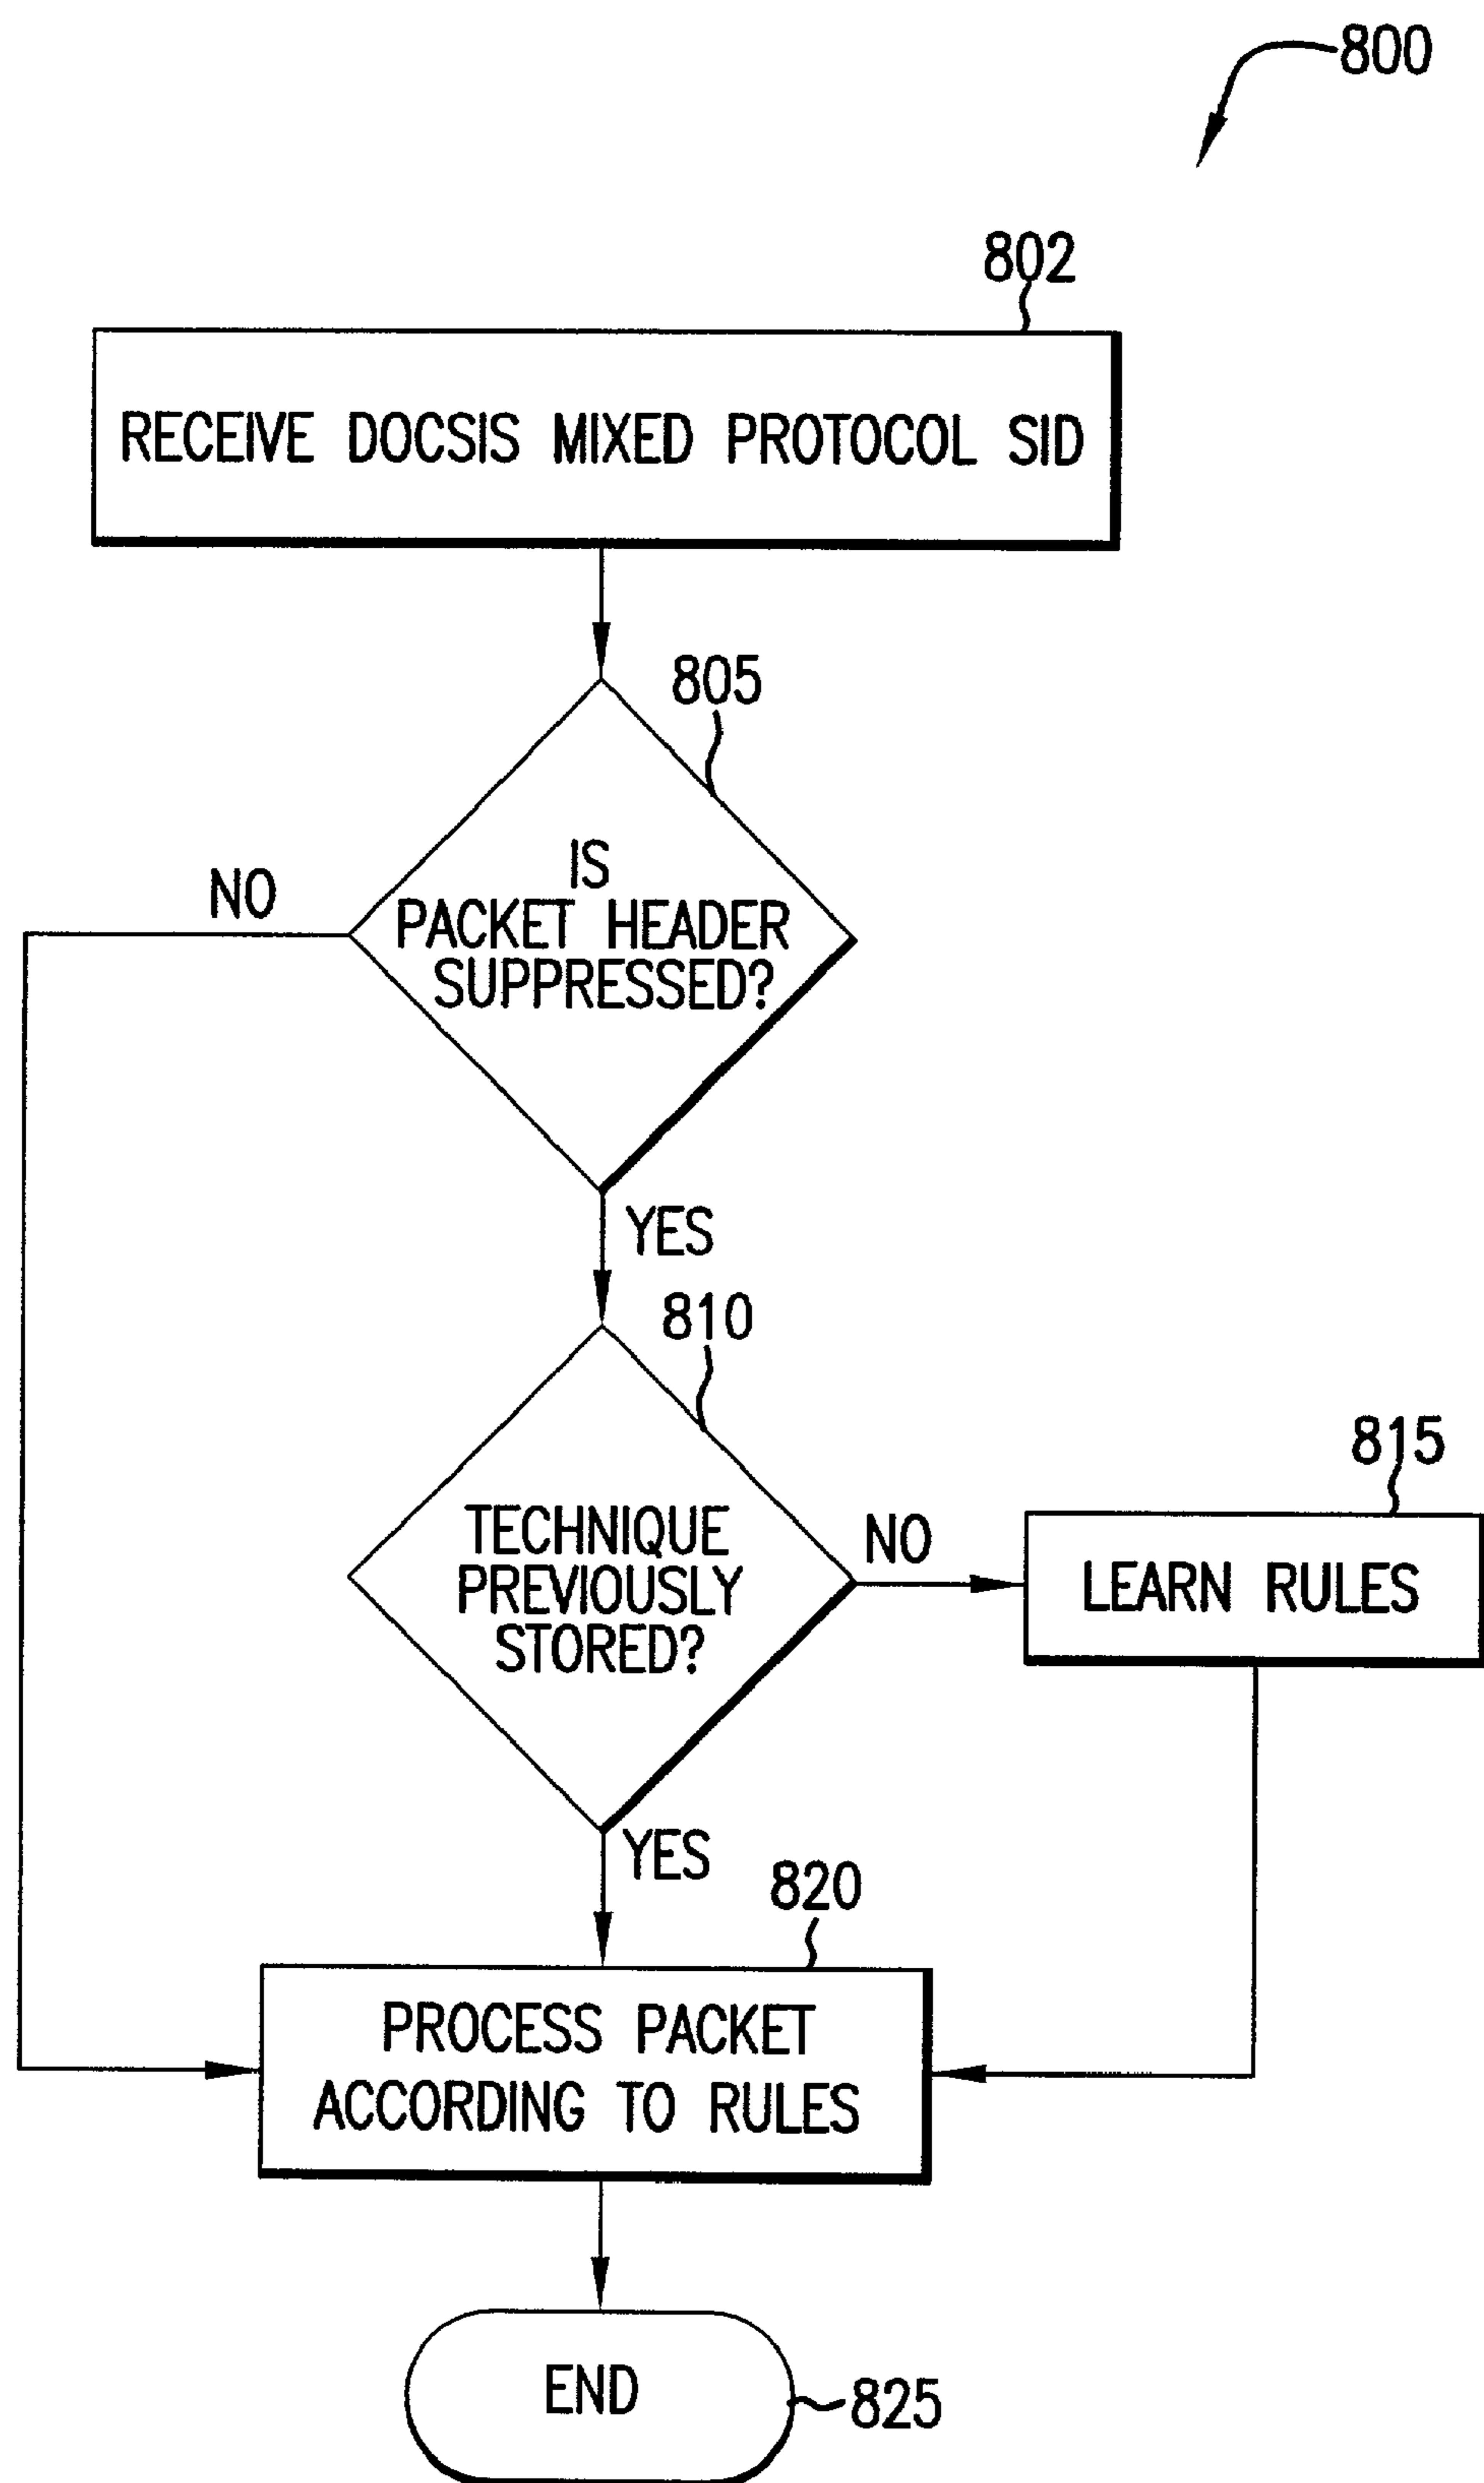 800
802
RECEIVE DOCSIS MIXED PROTOCOL SID
805
IS
PACKET HEADER
SUPPRESSED?
NO
YES
810
TECHNIQUE
PREVIOUSLY
STORED?
NO
815
LEARN RULES
YES
820
PROCESS PACKET
ACCORDING TO RULES
END
825